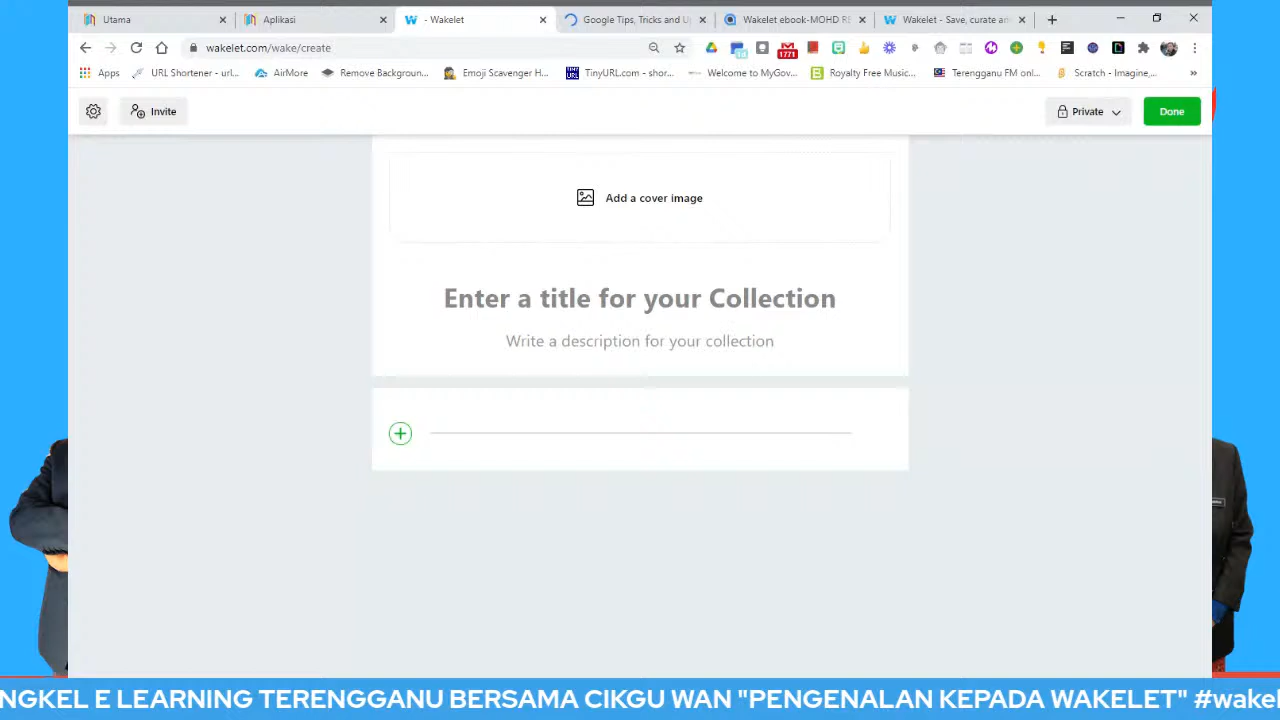 Utama
Aplikasi
- Wakelet
Google Tips, Tricks and Up
Wakelet ebook-MOHD RE
Wakelet - Save, curate an
wakelet.com/wake/create
1771
Apps
URL Shortener - url...
AirMore
Remove Backgroun...
Emoji Scavenger H...
TinyURL.com - shor...
Welcome to MyGov...
Royalty Free Music...
Terengganu FM onl...
Scratch - Imagine,...
Invite
Private
Done
Add a cover image
Enter a title for your Collection
Write a description for your collection
NGKEL E LEARNING TERENGGANU BERSAMA CIKGU WAN "PENGENALAN KEPADA WAKELET" #wakel